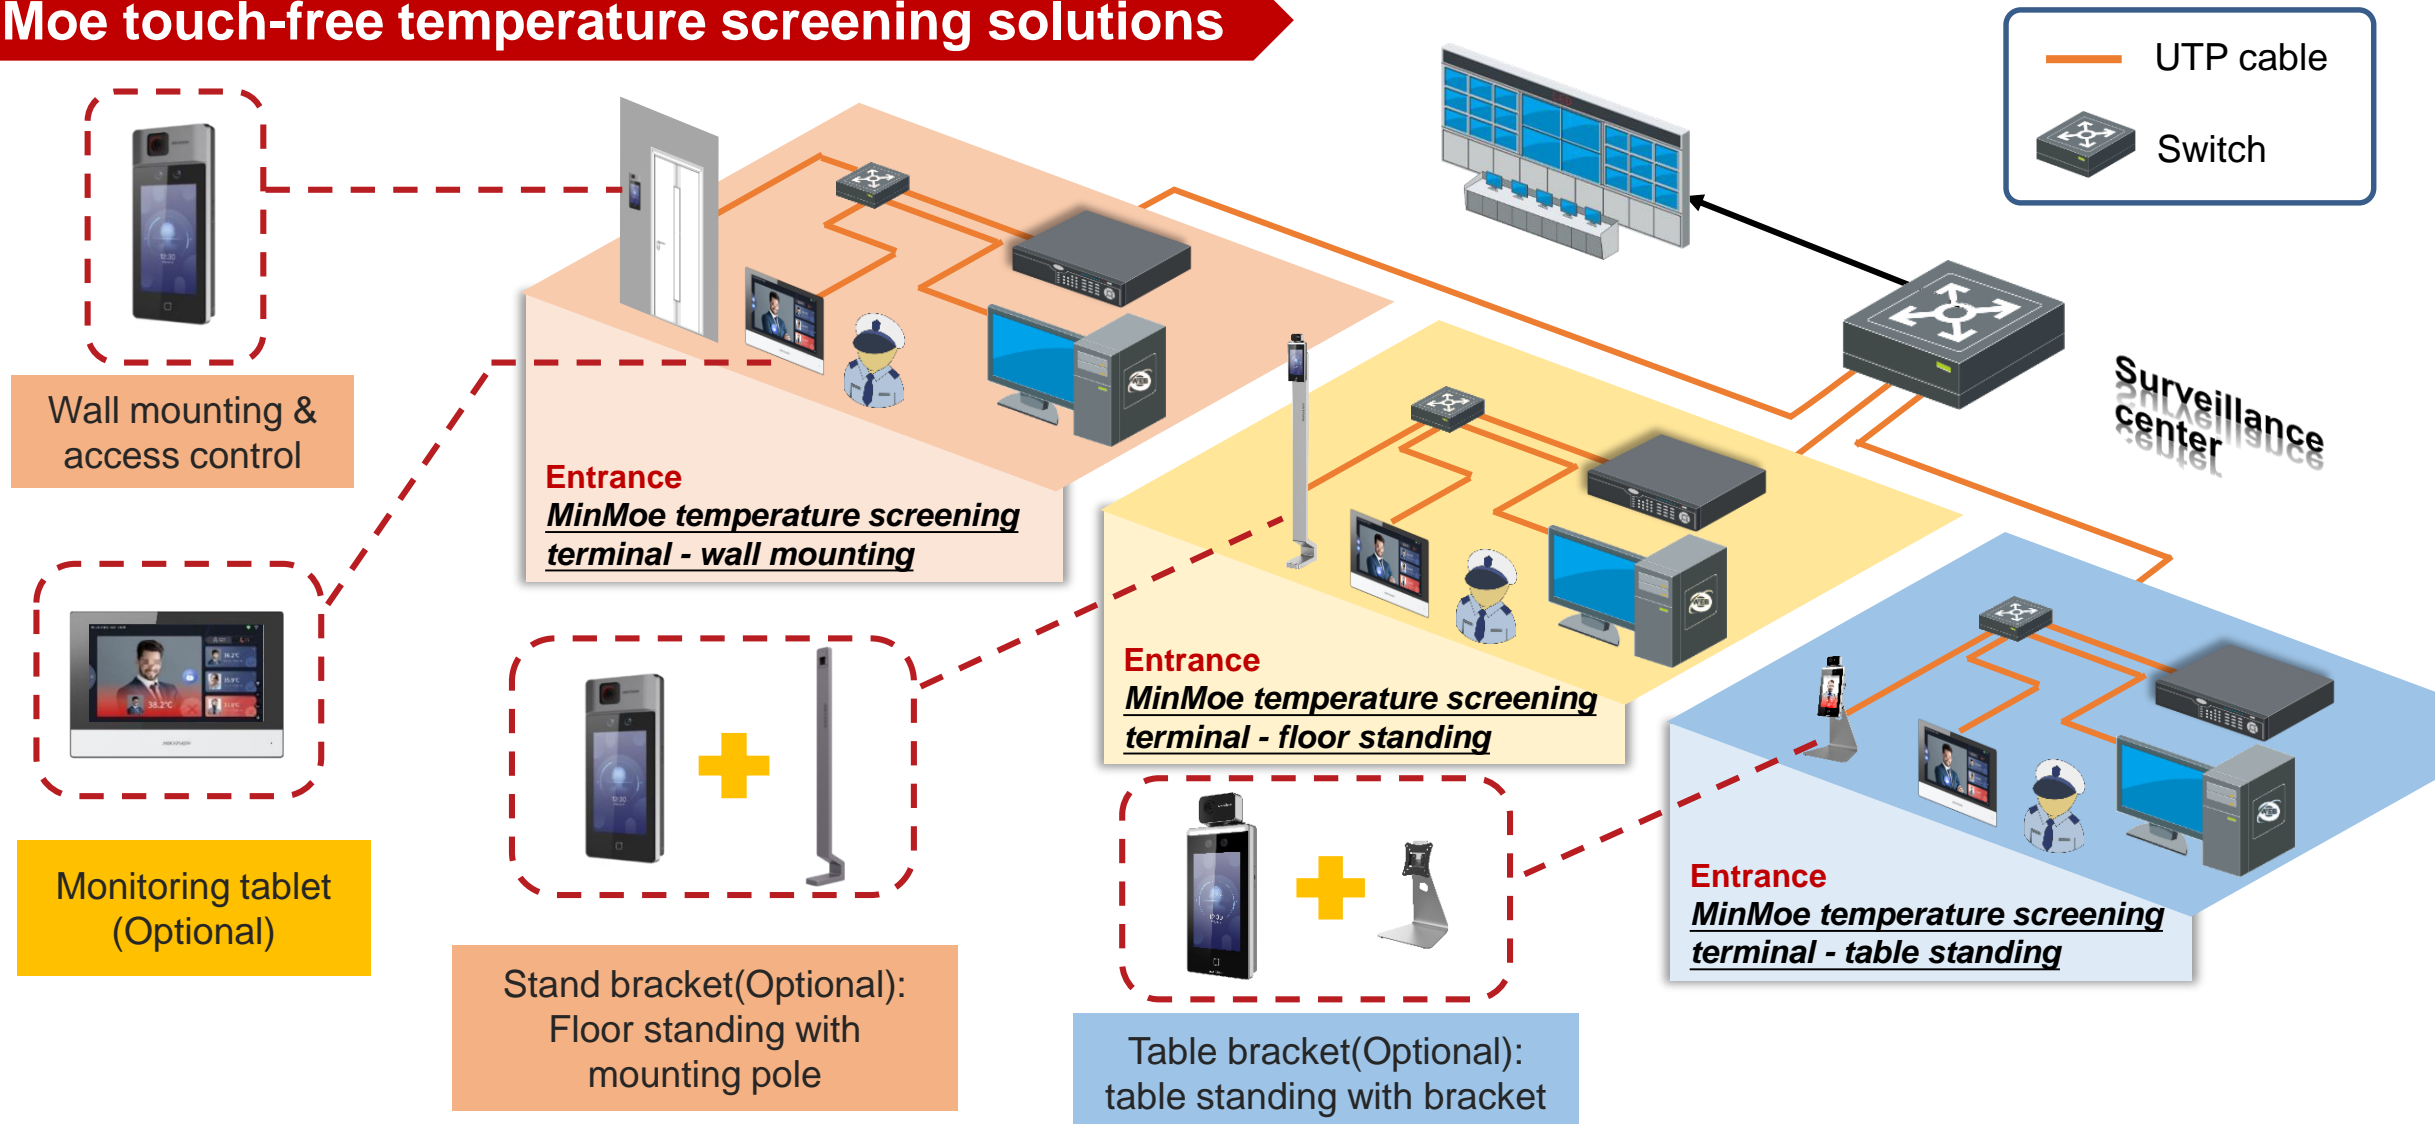 Moe touch-free temperature screening solutions
UTP cable
Switch
Wall mounting &
access control
Surveillance
center
Entrance
MinMoe temperature screening
terminal - wall mounting
Entrance
MinMoe temperature screening
terminal - floor standing
Entrance
MinMoe temperature screening
terminal - table standing
38.2°C
Monitoring tablet
(Optional)
Stand bracket(Optional):
Floor standing with
mounting pole
Table bracket(Optional):
table standing with bracket